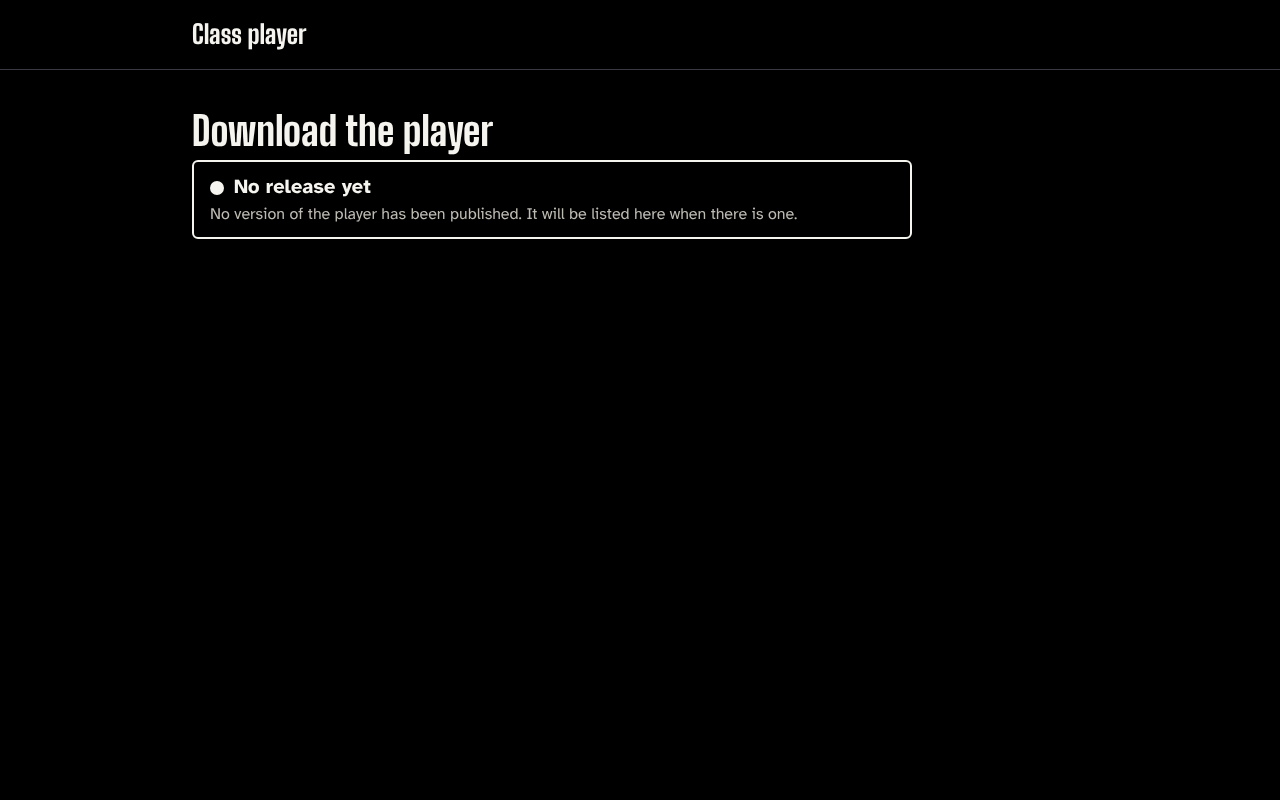 Class player
Download the player
No release yet
No version of the player has been published. It will be listed here when there is one.